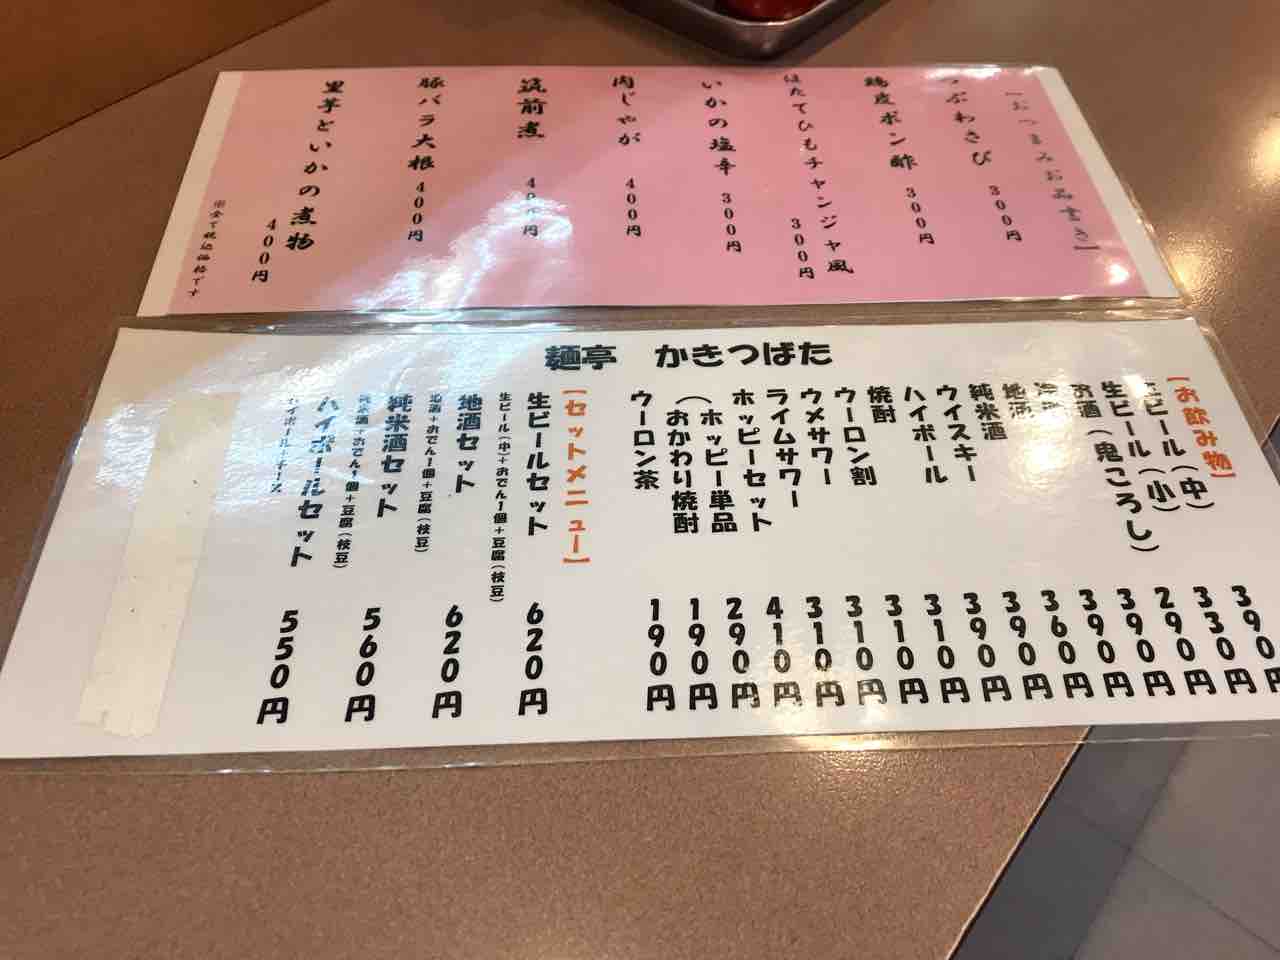 【おつまみお品書き】
つぶわさび 300円
鶏皮ポン酢 300円
ほたてひもチャンジャ風 300円
いかの塩辛 300円
肉じゃが 400円
筑前煮 400円
豚バラ大根 400円
里芋といかの煮物 400円
※全て税込価格です
麺亭 かきつばた
【お飲み物】
生ビール(中) 390円
生ビール(小) 330円
お酒(鬼ころし) 290円
冷酒 390円
地酒 390円
純米酒 360円
ウイスキー 390円
ハイボール 390円
焼酎 310円
ウーロン割 310円
ウメサワー 310円
ライムサワー 310円
ホッピーセット 410円
(ホッピー単品 290円
(おかわり焼酎 190円
ウーロン茶 190円
【セットメニュー】
生ビールセット 620円
生ビール(中)+おでん1個+豆腐(枝豆)
地酒セット 620円
地酒+おでん1個+豆腐(枝豆)
純米酒セット 560円
純米酒+おでん1個+豆腐(枝豆)
ハイボールセット 550円
ハイボール+チーズ